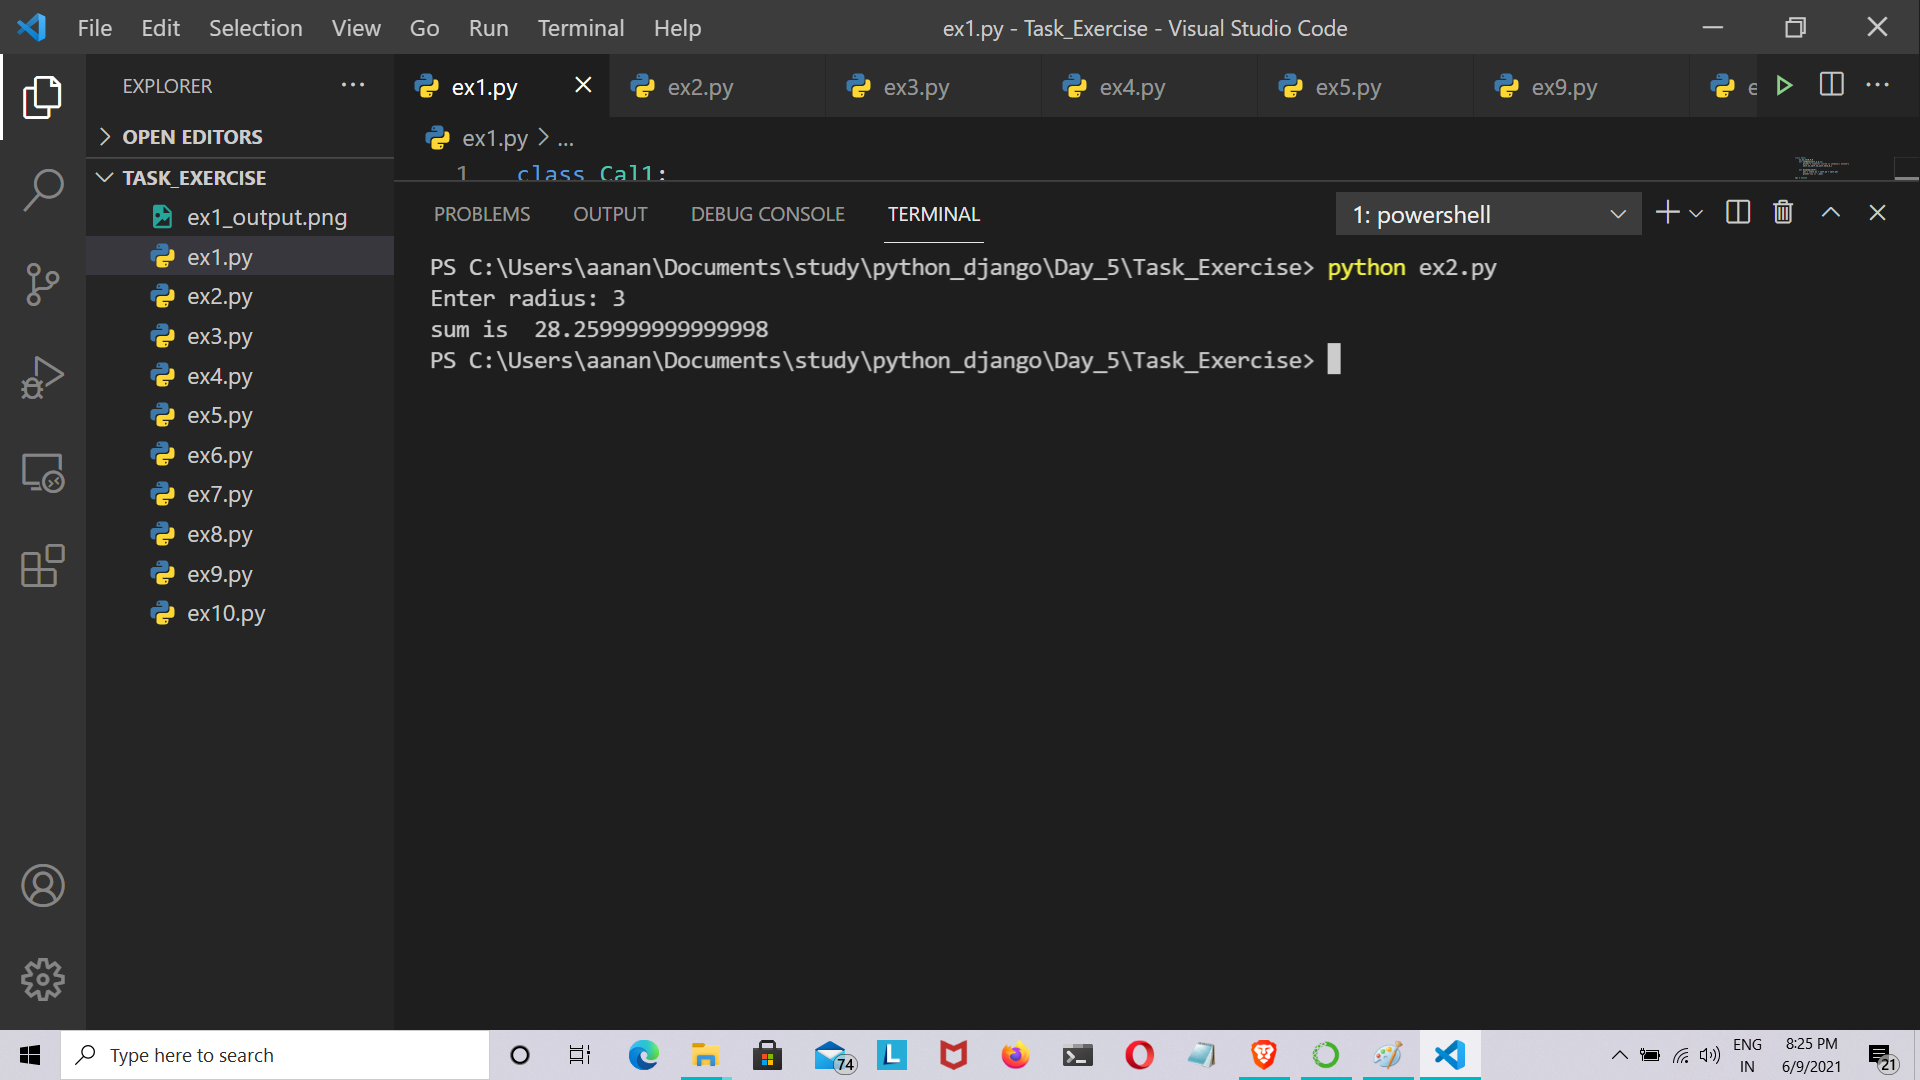 File Edit Selection View Go Run Terminal Help ex1.py - Task_Exercise - Visual Studio Code
EXPLORER
ex1.py ex2.py ex3.py ex4.py ex5.py ex9.py e
OPEN EDITORS
ex1.py > ...
1 class Cal1:
TASK_EXERCISE
ex1_output.png
ex1.py
ex2.py
ex3.py
ex4.py
ex5.py
ex6.py
ex7.py
ex8.py
ex9.py
ex10.py
PROBLEMS OUTPUT DEBUG CONSOLE TERMINAL 1: powershell
PS C:\Users\aanan\Documents\study\python_django\Day_5\Task_Exercise> python ex2.py
Enter radius: 3
sum is  28.259999999999998
PS C:\Users\aanan\Documents\study\python_django\Day_5\Task_Exercise>
Type here to search
74
L
ENG
IN
8:25 PM
6/9/2021
21